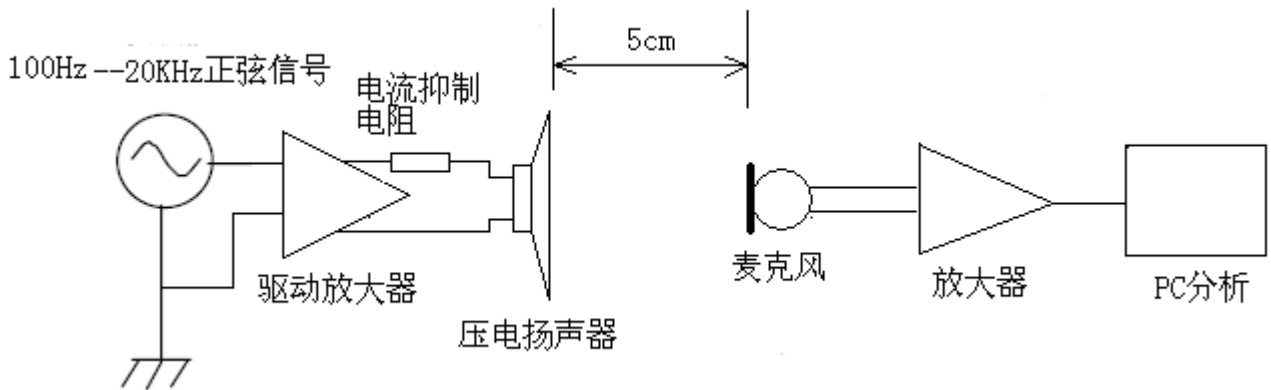 5cm
100Hz--20KHz正弦信号
电流抑制
电阻
驱动放大器
压电扬声器
麦克风
放大器
PC分析